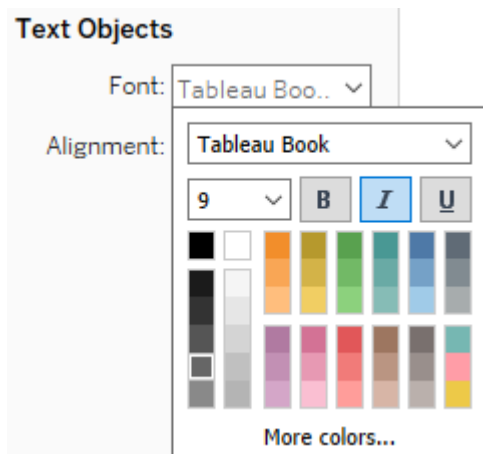 Text Objects
Font: Tableau Boo..
Alignment:
Tableau Book
9 B I U
More colors...